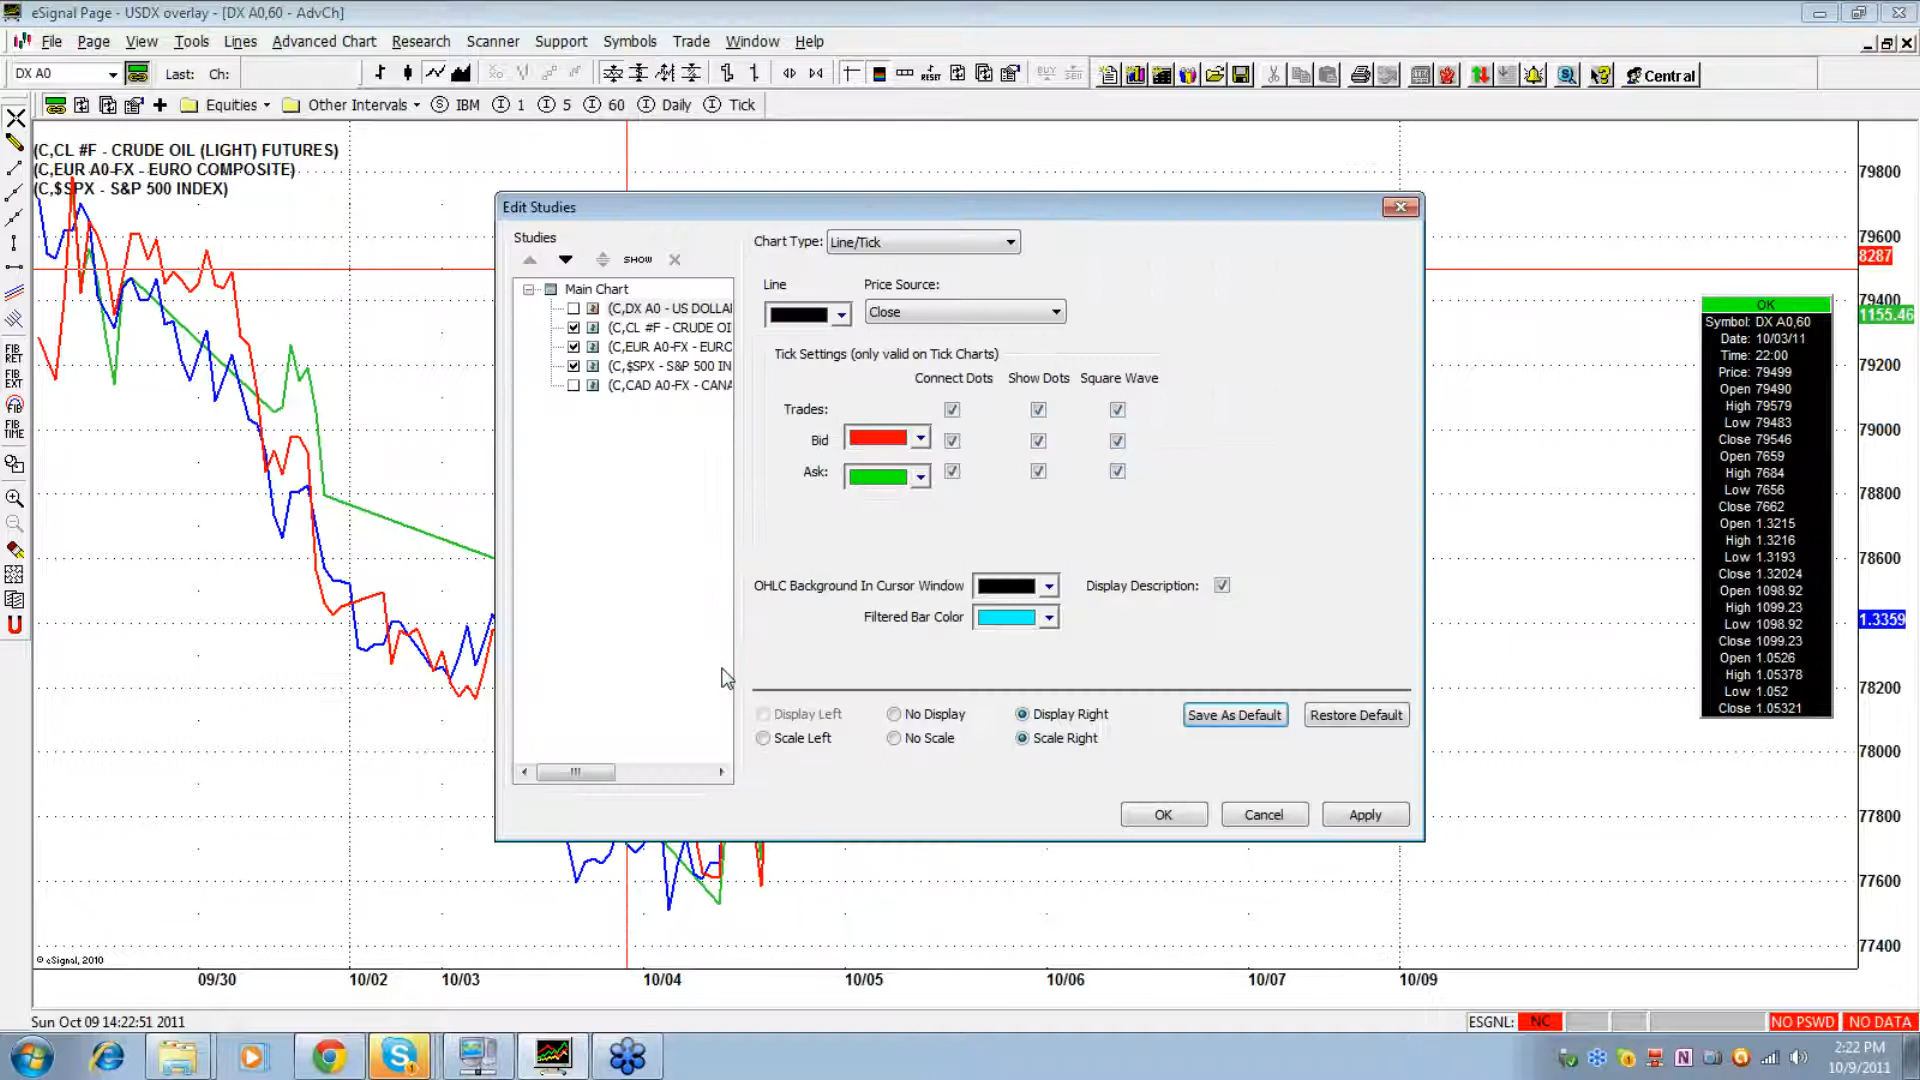 eSignal Page - USDX overlay - [DX A0,60 - AdvCh]
File Page View Tools Lines Advanced Chart Research Scanner Support Symbols Trade Window Help
DX A0 Last: Ch: RESET BUY SELL Central
Equities Other Intervals IBM 1 5 60 Daily Tick
(C,CL #F - CRUDE OIL (LIGHT) FUTURES)
(C,EUR A0-FX - EURO COMPOSITE)
(C,$SPX - S&P 500 INDEX)
FIB RET
FIB EXT
FIB
FIB TIME
Edit Studies
Studies
SHOW
Main Chart
(C,DX A0 - US DOLLA
(C,CL #F - CRUDE OI
(C,EUR A0-FX - EURC
(C,$SPX - S&P 500 IN
(C,CAD A0-FX - CANA
Chart Type: Line/Tick
Line Price Source:
Close
Tick Settings (only valid on Tick Charts)
Connect Dots Show Dots Square Wave
Trades:
Bid
Ask:
OHLC Background In Cursor Window Display Description:
Filtered Bar Color
Display Left No Display Display Right Save As Default Restore Default
Scale Left No Scale Scale Right
OK Cancel Apply
79800
79600
8287
79400
1155.46
79200
79000
78800
78600
1.3359
78200
78000
77800
77600
77400
OK
Symbol: DX A0,60
Date: 10/03/11
Time: 22:00
Price: 79499
Open 79490
High 79579
Low 79483
Close 79546
Open 7659
High 7684
Low 7656
Close 7662
Open 1.3215
High 1.3216
Low 1.3193
Close 1.32024
Open 1098.92
High 1099.23
Low 1098.92
Close 1099.23
Open 1.0526
High 1.05378
Low 1.052
Close 1.05321
© eSignal, 2010
09/30 10/02 10/03 10/04 10/05 10/06 10/07 10/09
Sun Oct 09 14:22:51 2011 ESGNL: NC NO PSWD NO DATA
2:22 PM
10/9/2011